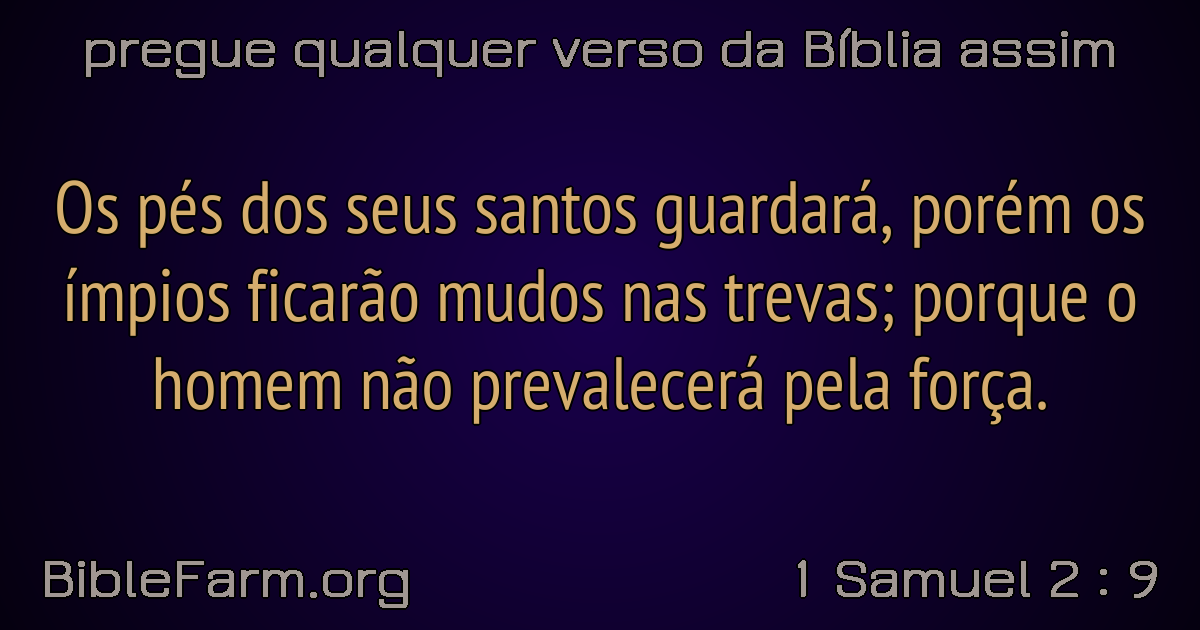 pregue qualquer verso da Bíblia assim
Os pés dos seus santos guardará, porém os
ímpios ficarão mudos nas trevas; porque o
homem não prevalecerá pela força.
BibleFarm.org
1 Samuel 2 : 9